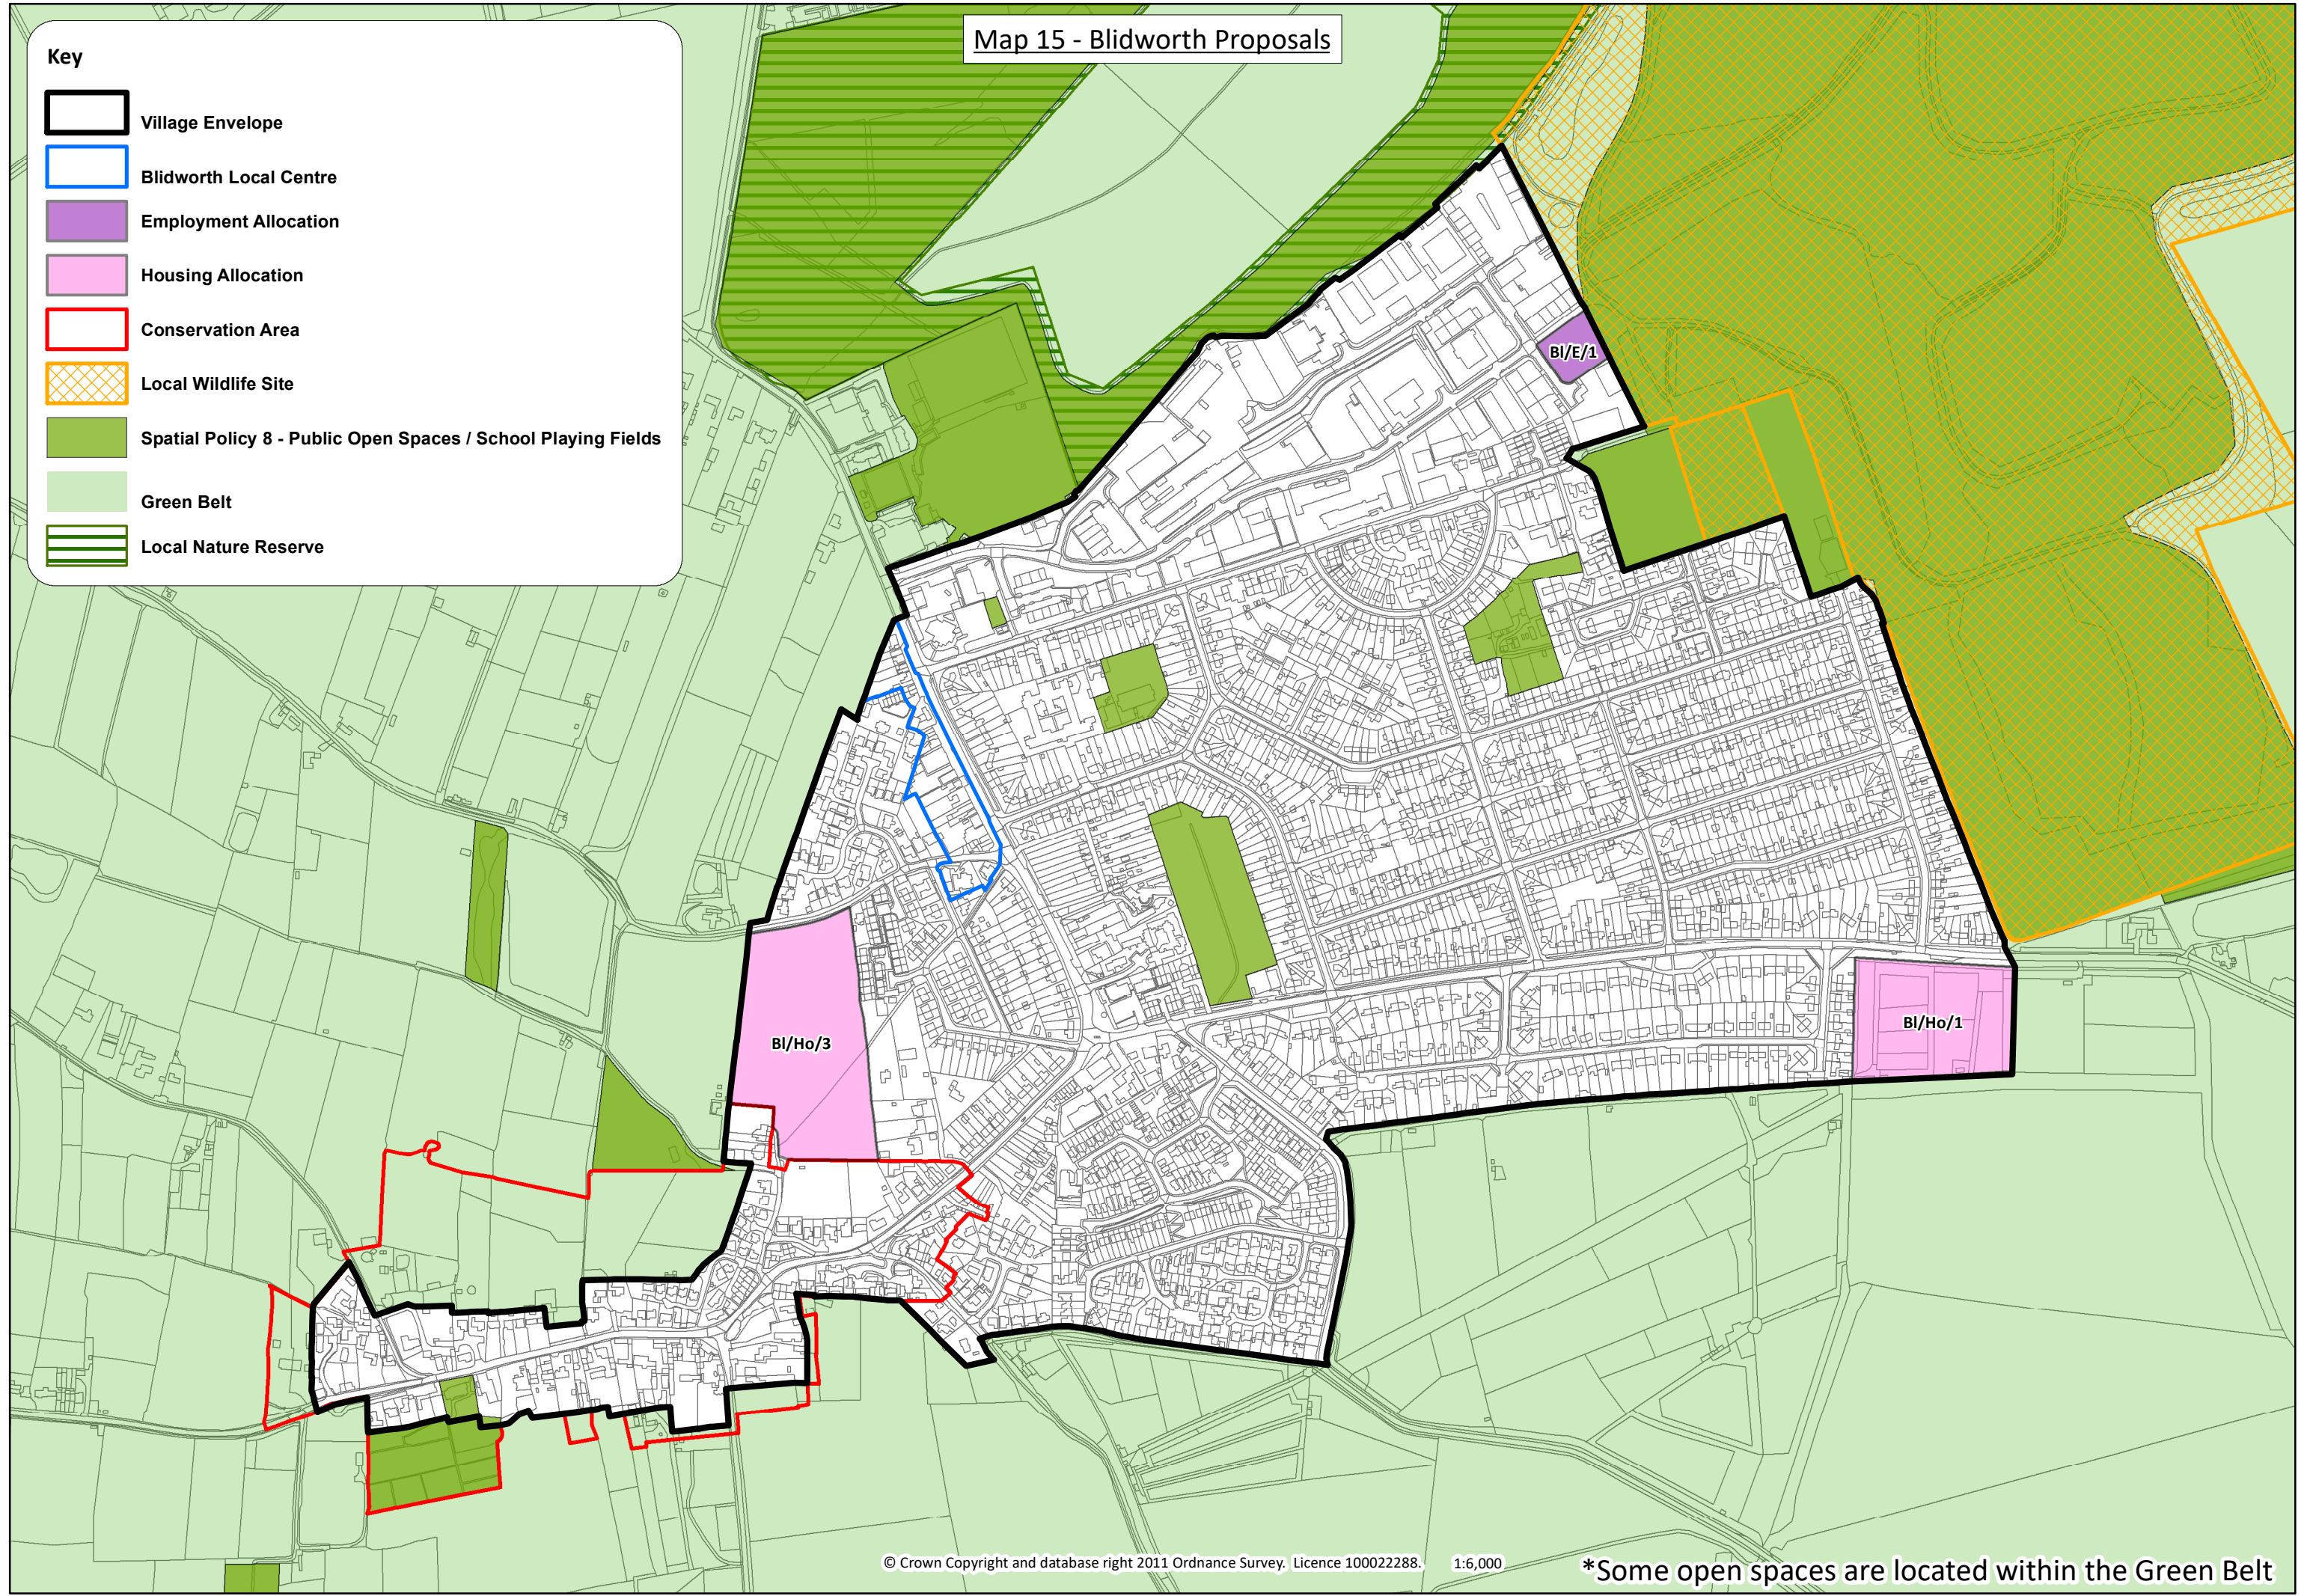 Map 15 - Blidworth Proposals
Key
Village Envelope
Blidworth Local Centre
Employment Allocation
Housing Allocation
Conservation Area
Local Wildlife Site
Spatial Policy 8 - Public Open Spaces / School Playing Fields
Green Belt
Local Nature Reserve
Bl/E/1
Bl/Ho/1
Bl/Ho/3
© Crown Copyright and database right 2011 Ordnance Survey. Licence 100022288. 1:6,000
*Some open spaces are located within the Green Belt